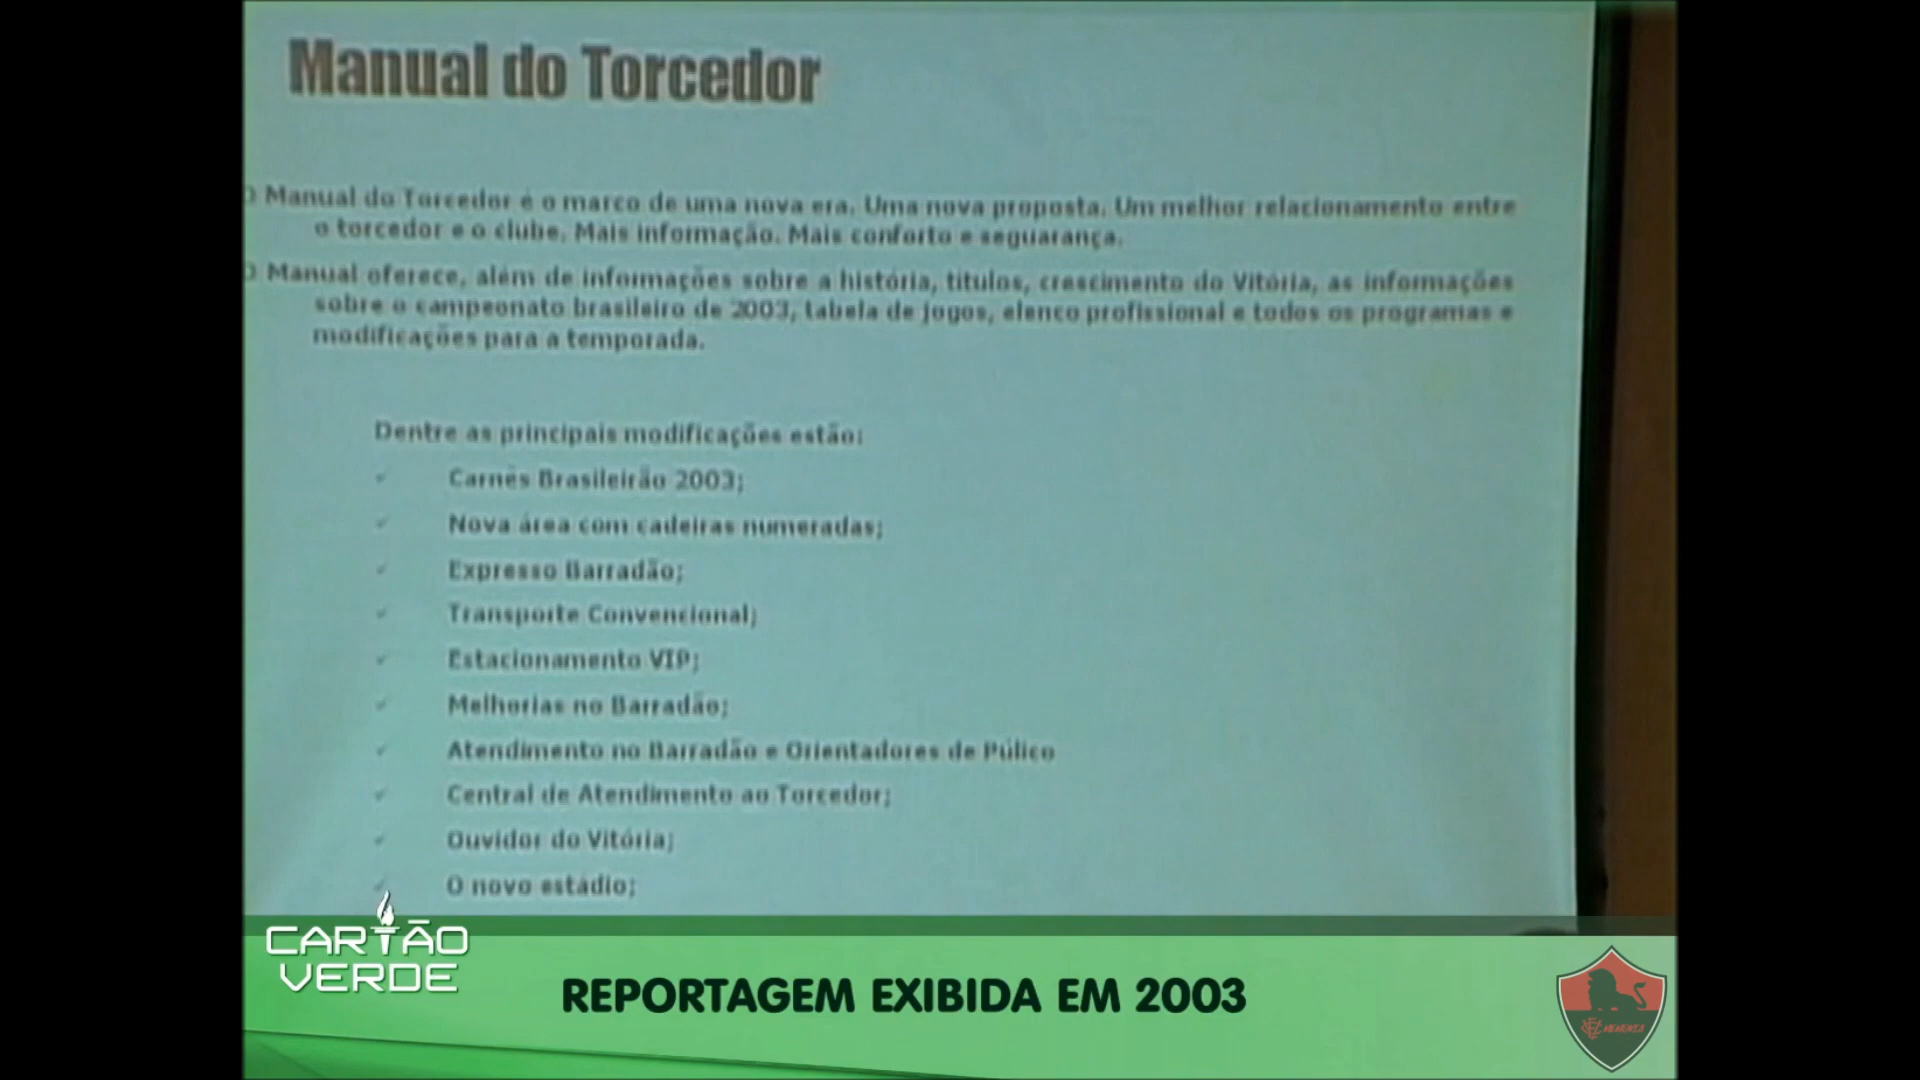 Manual do Torcedor
O Manual do Torcedor é o marco de uma nova era. Uma nova proposta. Um melhor relacionamento entre
o torcedor e o clube. Mais informação. Mais conforto e seguarança.
O Manual oferece, além de informações sobre a história, títulos, crescimento do Vitória, as informações
sobre o campeonato brasileiro de 2003, tabela de jogos, elenco profissional e todos os programas e
modificações para a temporada.
Dentre as principais modificações estão:
✓ Carnês Brasileirão 2003;
✓ Nova área com cadeiras numeradas;
✓ Expresso Barradão;
✓ Transporte Convencional;
✓ Estacionamento VIP;
✓ Melhorias no Barradão;
✓ Atendimento no Barradão e Orientadores de Púlico
✓ Central de Atendimento ao Torcedor;
✓ Ouvidor do Vitória;
✓ O novo estádio;
CARTÃO
VERDE
REPORTAGEM EXIBIDA EM 2003